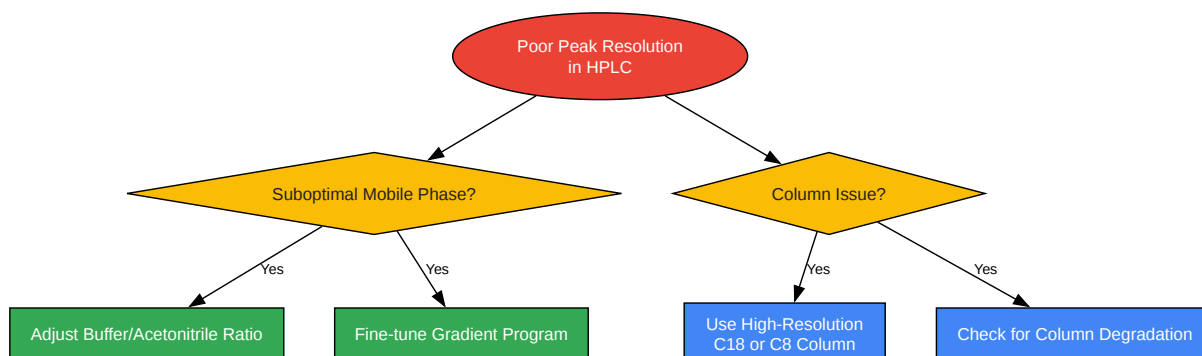 Poor Peak Resolution
in HPLC
Suboptimal Mobile Phase?
Column Issue?
Yes
Yes
Yes
Yes
Adjust Buffer/Acetonitrile Ratio
Fine-tune Gradient Program
Use High-Resolution
C18 or C8 Column
Check for Column Degradation